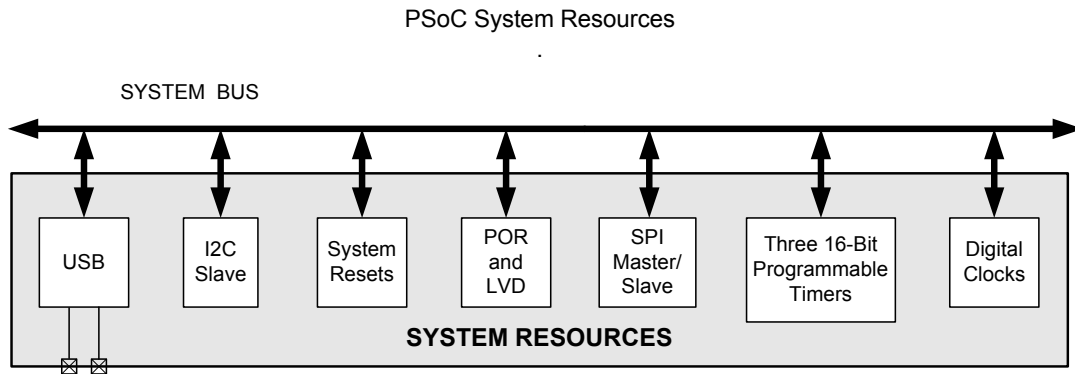 PSoC System Resources
.
SYSTEM BUS
USB
I2C
Slave
System
Resets
POR
and
LVD
SPI
Master/
Slave
Three 16-Bit
Programmable
Timers
Digital
Clocks
SYSTEM RESOURCES